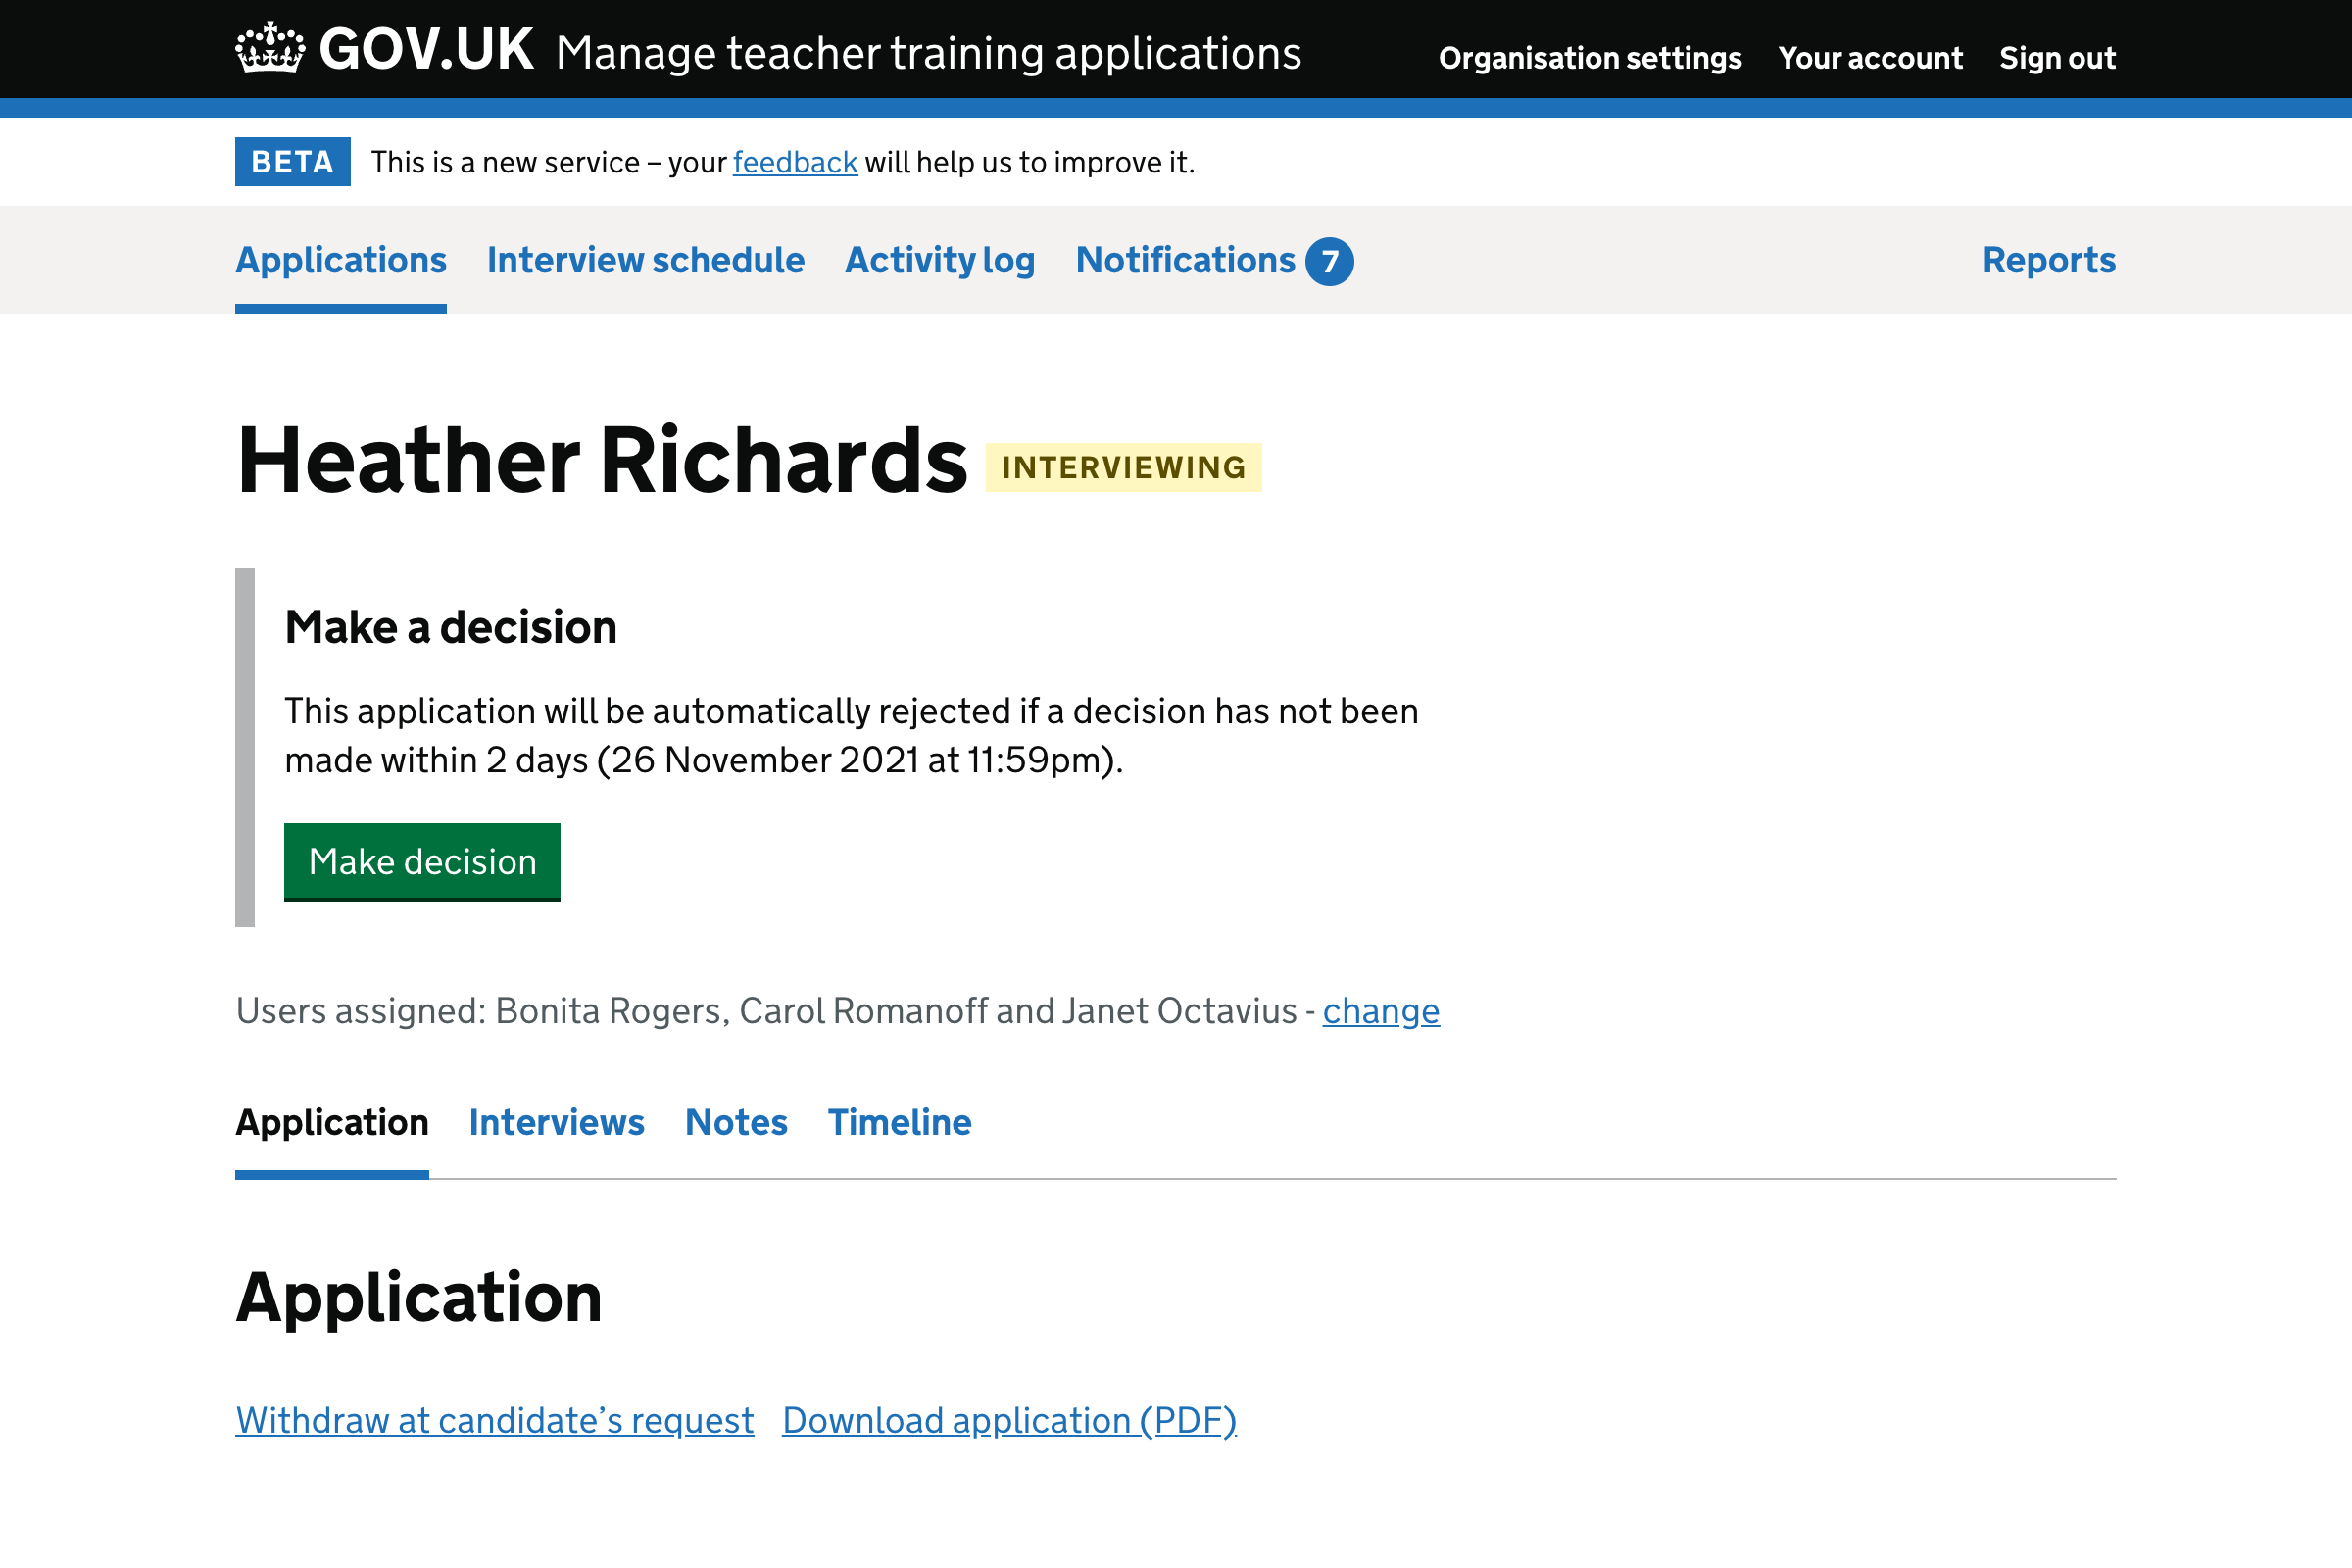 GOV.UK Manage teacher training applications Organisation settings Your account Sign out
BETA This is a new service – your feedback will help us to improve it.
Applications Interview schedule Activity log Notifications 7 Reports
Heather Richards INTERVIEWING
Make a decision
This application will be automatically rejected if a decision has not been
made within 2 days (26 November 2021 at 11:59pm).
Make decision
Users assigned: Bonita Rogers, Carol Romanoff and Janet Octavius - change
Application Interviews Notes Timeline
Application
Withdraw at candidate’s request Download application (PDF)